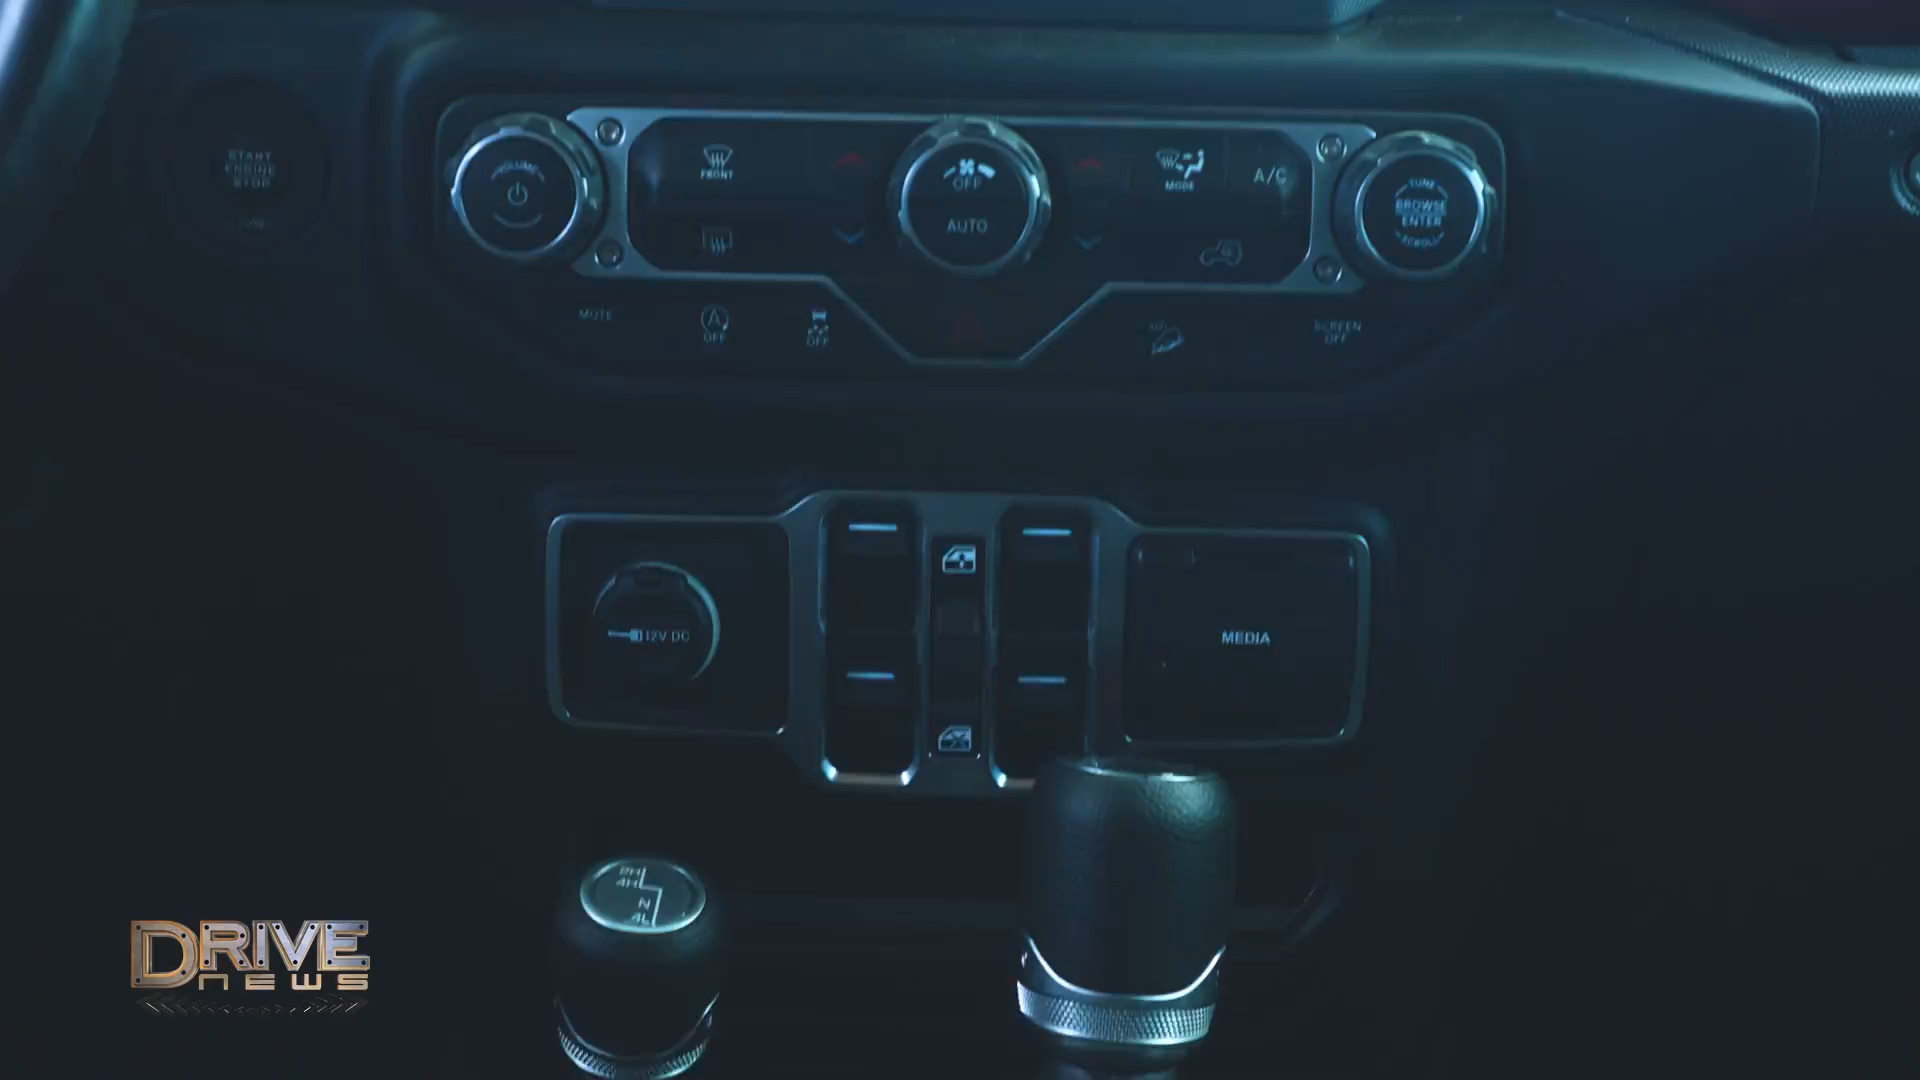 START
ENGINE
STOP
VOLUME
FRONT
OFF
AUTO
MODE
A/C
TUNE
BROWSE
ENTER
SCROLL
MUTE
A
OFF
OFF
SCREEN
OFF
12V DC
MEDIA
2H
4H
N
4L
DRIVE
NEWS